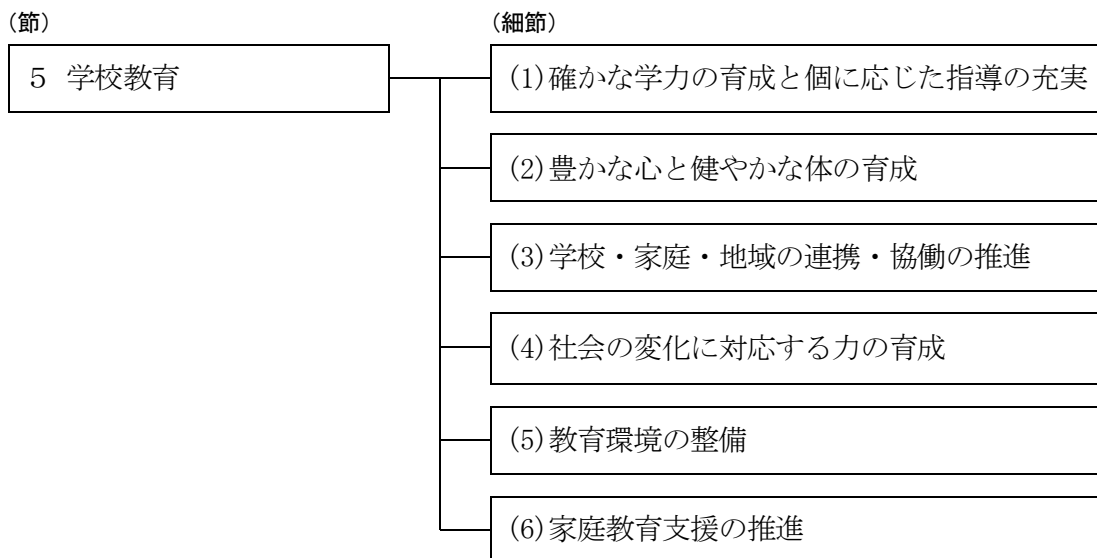 (節)
(細節)
５ 学校教育
(1)確かな学力の育成と個に応じた指導の充実
(2)豊かな心と健やかな体の育成
(3)学校・家庭・地域の連携・協働の推進
(4)社会の変化に対応する力の育成
(5)教育環境の整備
(6)家庭教育支援の推進